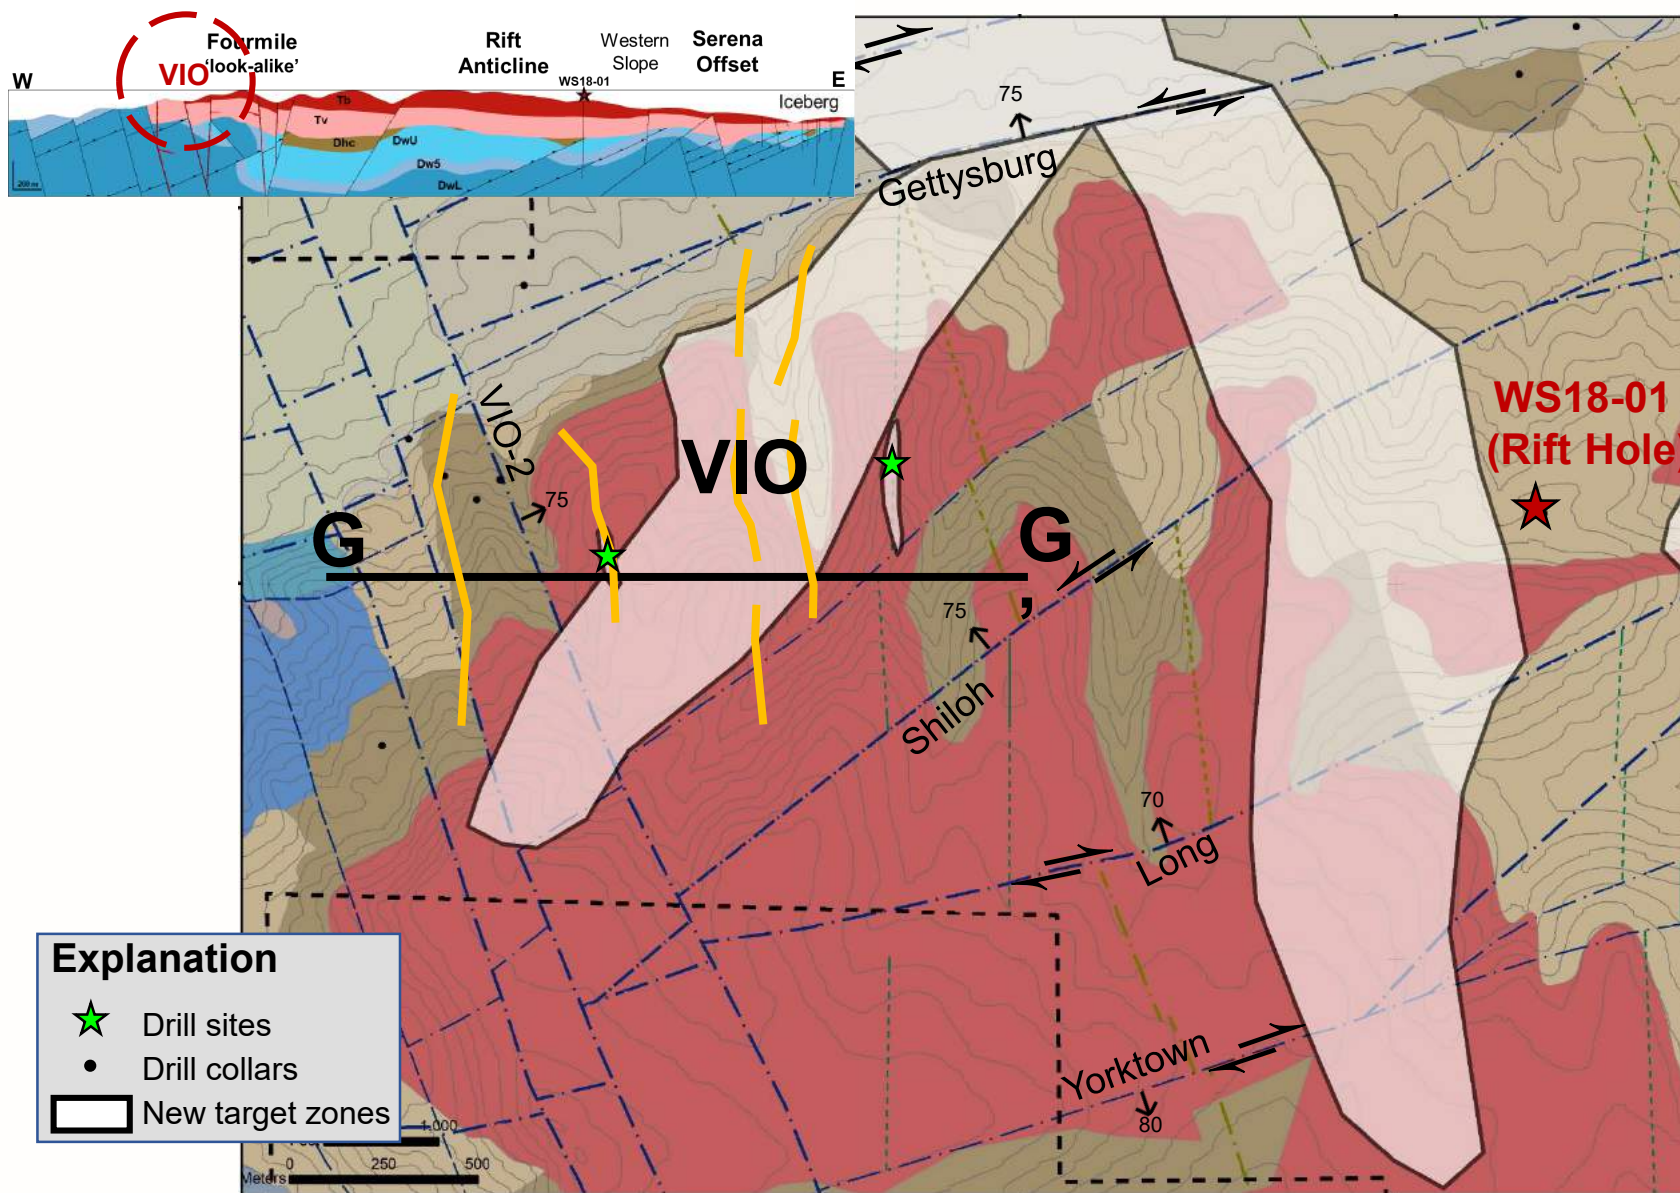 W
VIO
Fourmile
'look-alike'
Rift
Anticline
Western
Slope
WS18-01
Serena
Offset
E
Iceberg
Tb
Tv
Dhc
DwU
Dw5
DwL
200 m
75
Gettysburg
WS18-01
(Rift Hole)
VIO-2
75
VIO
G
G
,
75
Shiloh
70
Long
Yorktown
80
Explanation
Drill sites
Drill collars
New target zones
1,000
0 250 500
Meters